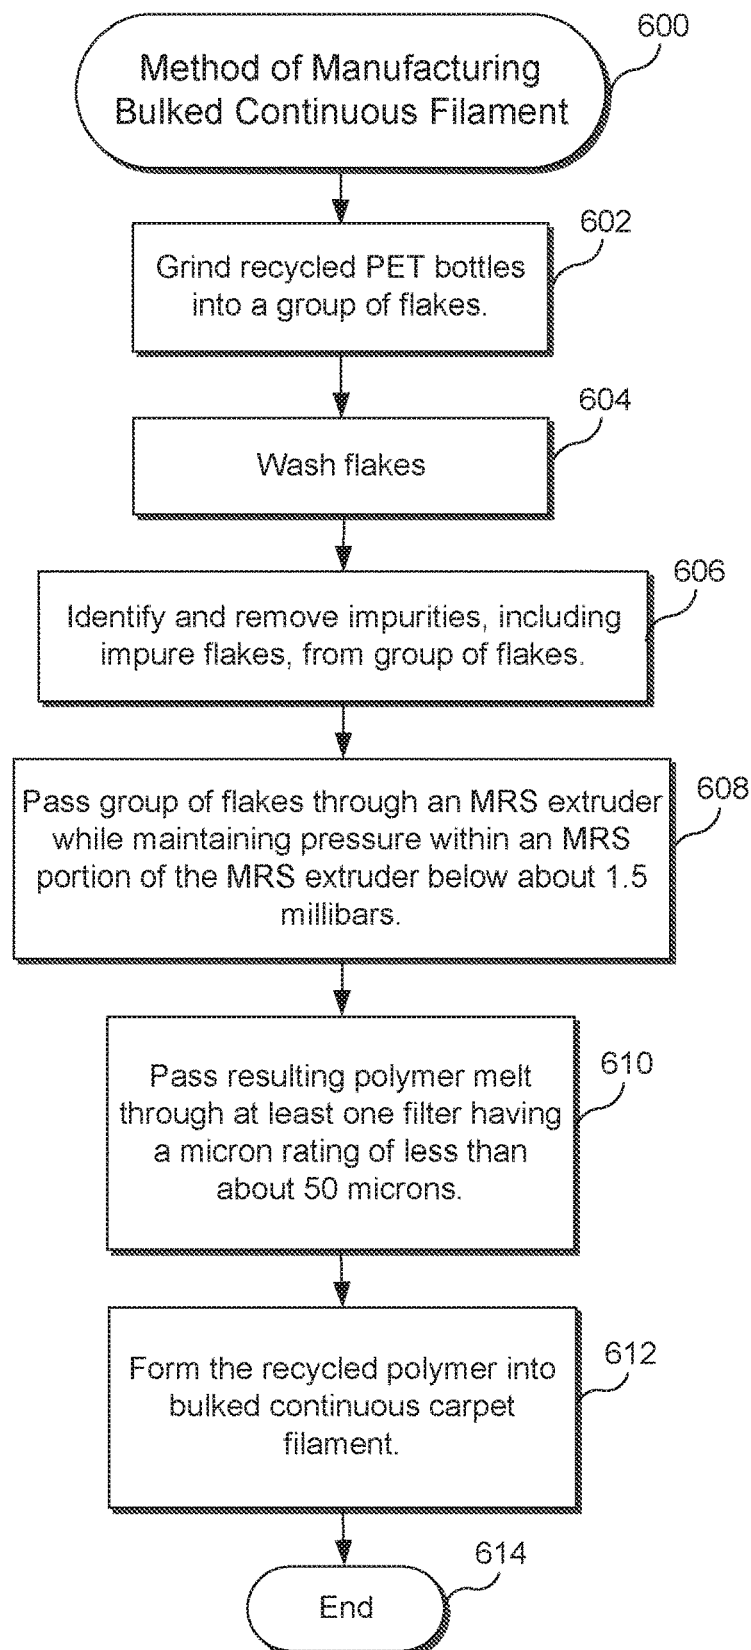 600
Method of Manufacturing
Bulked Continuous Filament
602
Grind recycled PET bottles
into a group of flakes.
604
Wash flakes
606
Identify and remove impurities, including
impure flakes, from group of flakes.
608
Pass group of flakes through an MRS extruder
while maintaining pressure within an MRS
portion of the MRS extruder below about 1.5
millibars.
610
Pass resulting polymer melt
through at least one filter having
a micron rating of less than
about 50 microns.
612
Form the recycled polymer into
bulked continuous carpet
filament.
614
End